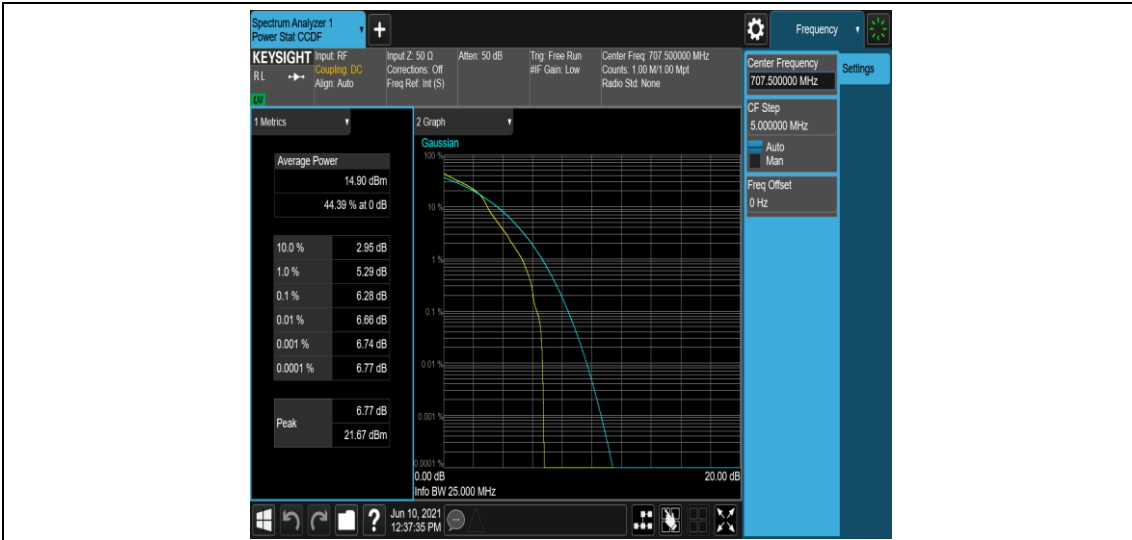 Spectrum Analyzer 1
Power Stat CCDF
+
Frequency
KEYSIGHT
RL
LXI
Input: RF
Coupling: DC
Align: Auto
Input Z: 50 Ω
Corrections: Off
Freq Ref: Int (S)
Atten: 50 dB
Trig: Free Run
#IF Gain: Low
Center Freq: 707.500000 MHz
Counts: 1.00 M/1.00 Mpt
Radio Std: None
Center Frequency
707.500000 MHz
Settings
CF Step
5.000000 MHz
Auto
Man
Freq Offset
0 Hz
1 Metrics
Average Power
14.90 dBm
44.39 % at 0 dB
10.0 % 2.95 dB
1.0 % 5.29 dB
0.1 % 6.28 dB
0.01 % 6.66 dB
0.001 % 6.74 dB
0.0001 % 6.77 dB
Peak
6.77 dB
21.67 dBm
2 Graph
Gaussian
100 %
10 %
1 %
0.1 %
0.01 %
0.001 %
0.0001 %
0.00 dB 20.00 dB
Info BW 25.000 MHz
?
Jun 10, 2021
12:37:35 PM